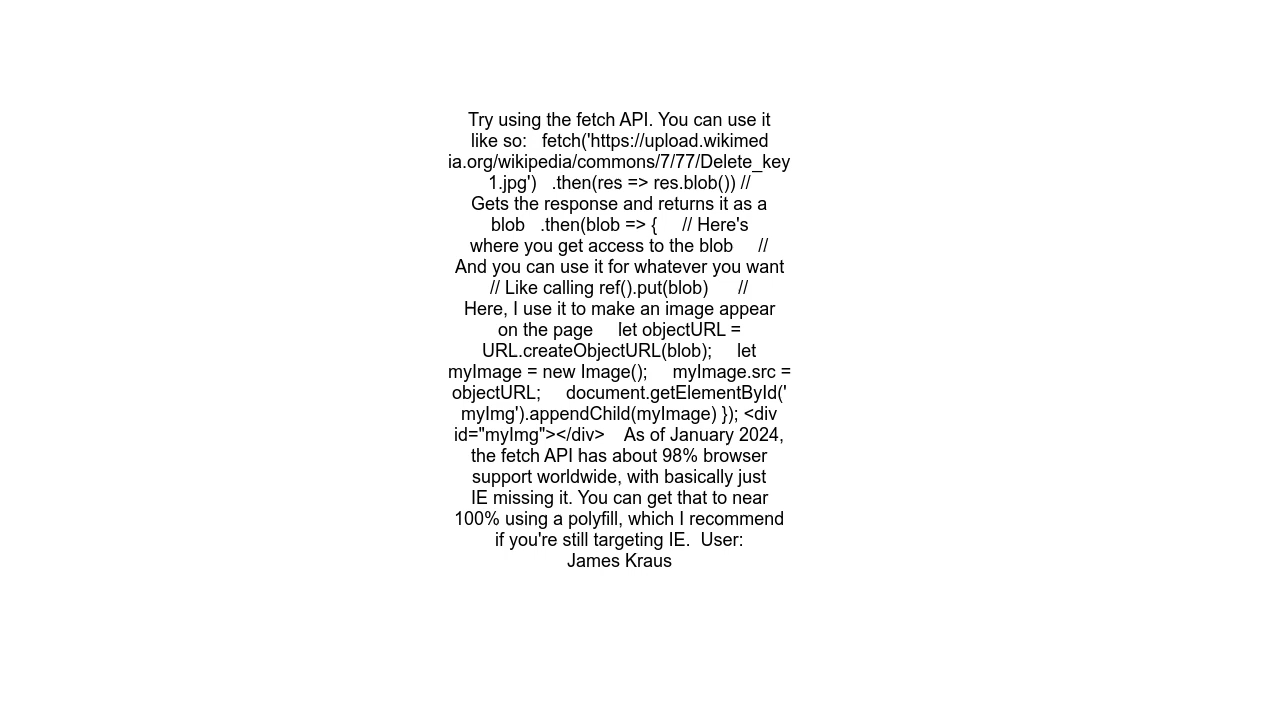 Try using the fetch API. You can use it
like so:   fetch('https://upload.wikimed
ia.org/wikipedia/commons/7/77/Delete_key
1.jpg')   .then(res => res.blob()) //
Gets the response and returns it as a
blob   .then(blob => {     // Here's
where you get access to the blob     //
And you can use it for whatever you want
// Like calling ref().put(blob)      //
Here, I use it to make an image appear
on the page     let objectURL =
URL.createObjectURL(blob);     let
myImage = new Image();     myImage.src =
objectURL;     document.getElementById('
myImg').appendChild(myImage) }); <div
id="myImg"></div>    As of January 2024,
the fetch API has about 98% browser
support worldwide, with basically just
IE missing it. You can get that to near
100% using a polyfill, which I recommend
if you're still targeting IE.  User:
James Kraus